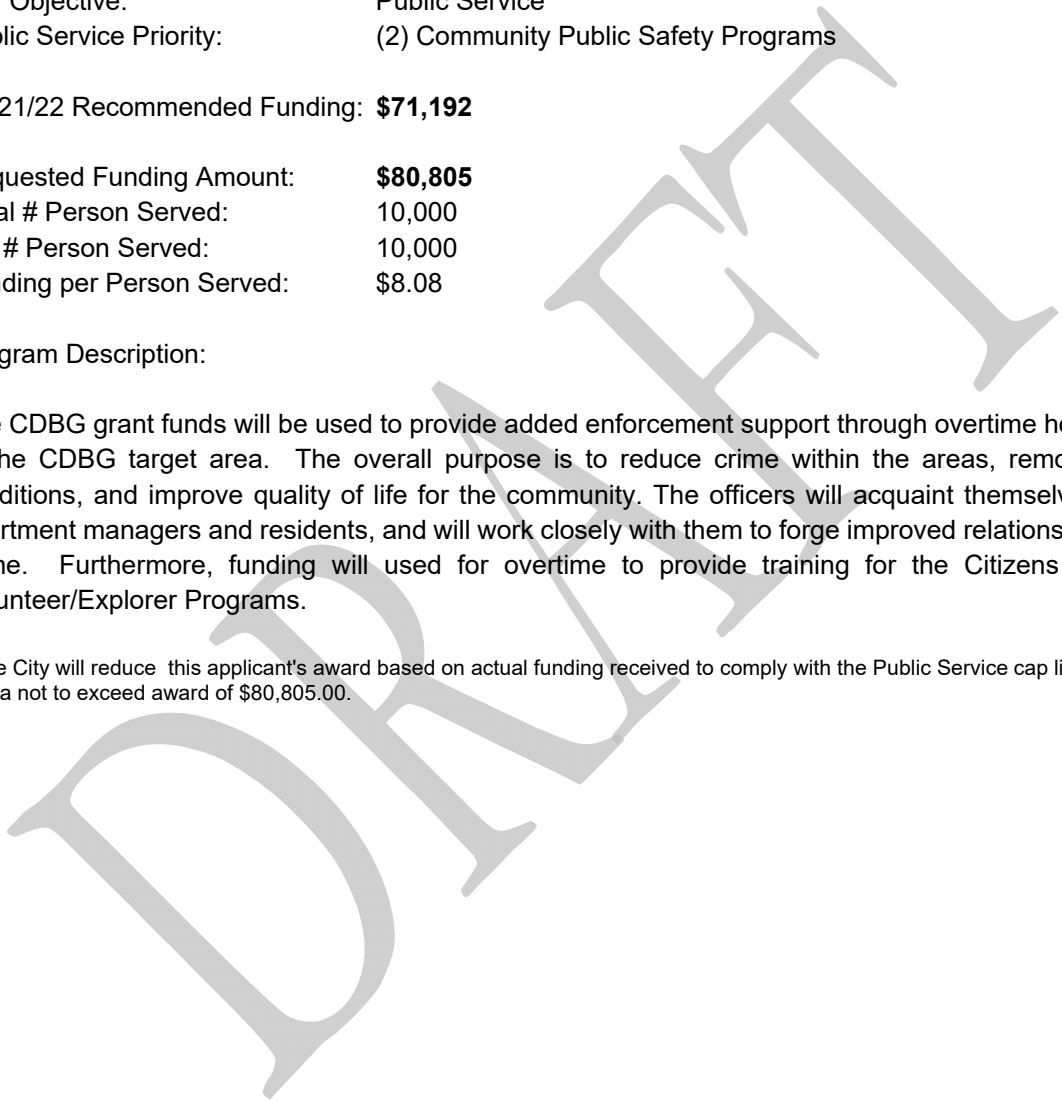 Objective: Public Service
lic Service Priority: (2) Community Public Safety Programs
21/22 Recommended Funding: $71,192
quested Funding Amount: $80,805
al # Person Served: 10,000
# Person Served: 10,000
ding per Person Served: $8.08
gram Description:
e CDBG grant funds will be used to provide added enforcement support through overtime h
he CDBG target area. The overall purpose is to reduce crime within the areas, remo
ditions, and improve quality of life for the community. The officers will acquaint themselv
rtment managers and residents, and will work closely with them to forge improved relations
ne. Furthermore, funding will used for overtime to provide training for the Citizens
unteer/Explorer Programs.
e City will reduce this applicant's award based on actual funding received to comply with the Public Service cap li
a not to exceed award of $80,805.00.
DRAFT